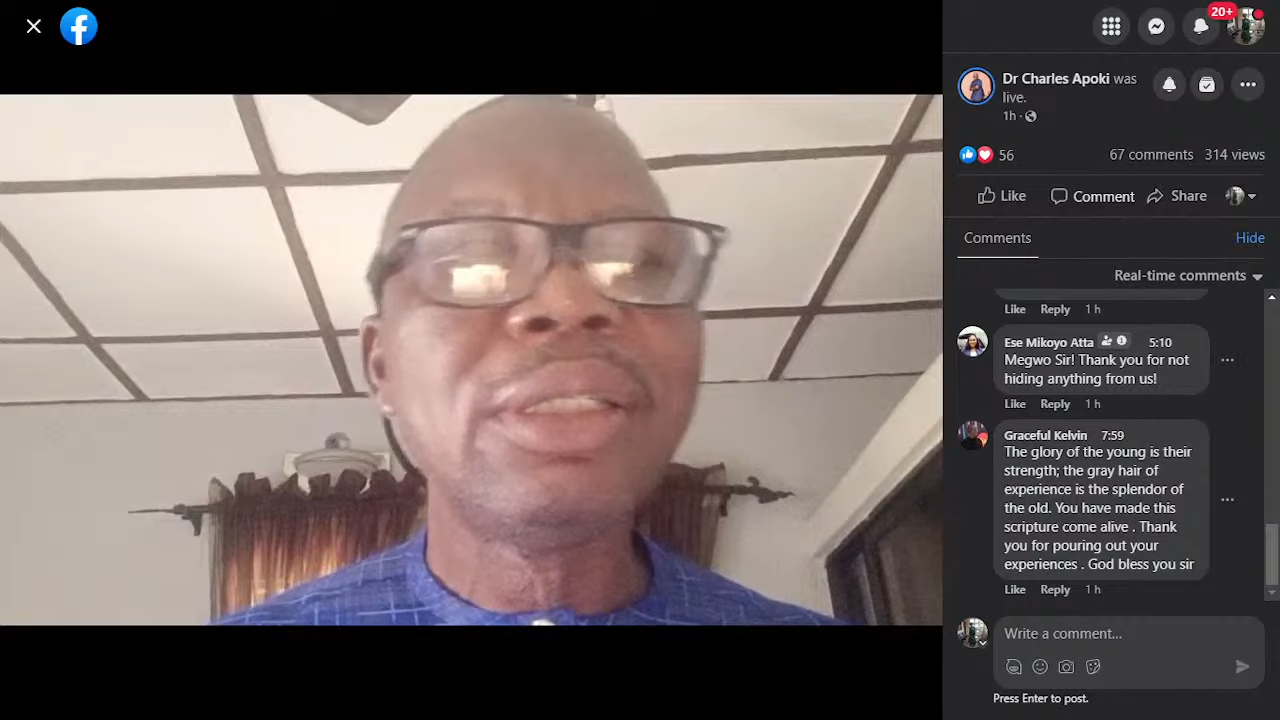 20+
Dr Charles Apoki was
live.
1h ·
56 67 comments 314 views
Like Comment Share
Comments Hide
Real-time comments
Like Reply 1 h
Ese Mikoyo Atta 5:10
Megwo Sir! Thank you for not
hiding anything from us!
Like Reply 1 h
Graceful Kelvin 7:59
The glory of the young is their
strength; the gray hair of
experience is the splendor of
the old. You have made this
scripture come alive . Thank
you for pouring out your
experiences . God bless you sir
Like Reply 1 h
Write a comment...
Press Enter to post.